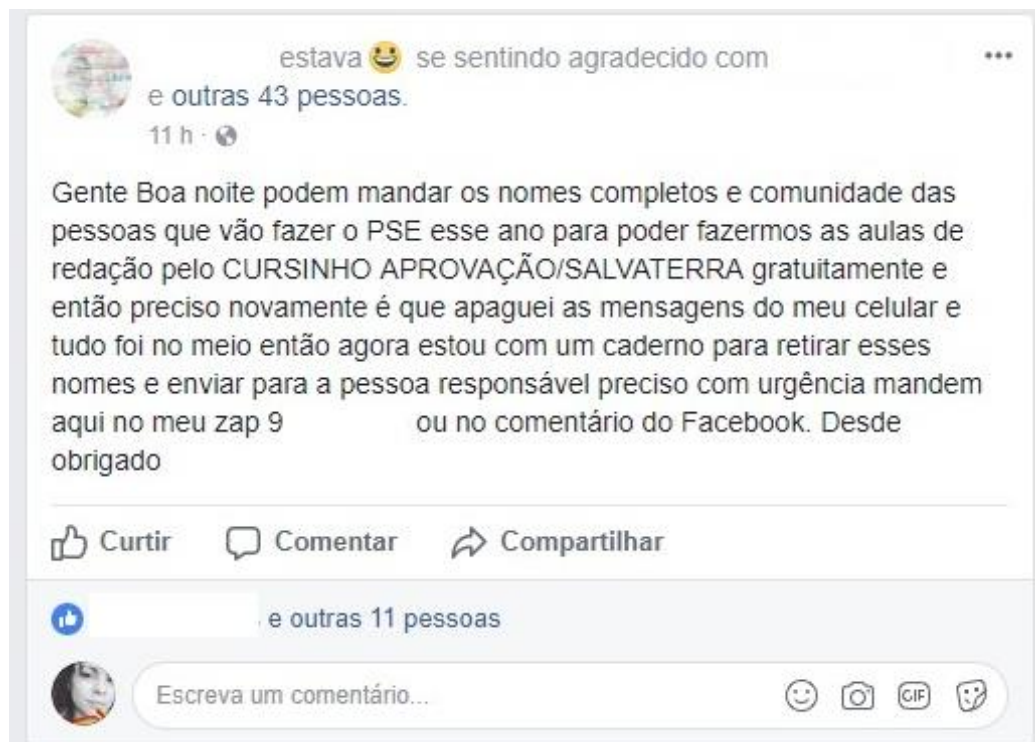 estava se sentindo agradecido com
e outras 43 pessoas.
11 h ·
Gente Boa noite podem mandar os nomes completos e comunidade das
pessoas que vão fazer o PSE esse ano para poder fazermos as aulas de
redação pelo CURSINHO APROVAÇÃO/SALVATERRA gratuitamente e
então preciso novamente é que apaguei as mensagens do meu celular e
tudo foi no meio então agora estou com um caderno para retirar esses
nomes e enviar para a pessoa responsável preciso com urgência mandem
aqui no meu zap 9 ou no comentário do Facebook. Desde
obrigado
Curtir Comentar Compartilhar
e outras 11 pessoas
Escreva um comentário... GIF